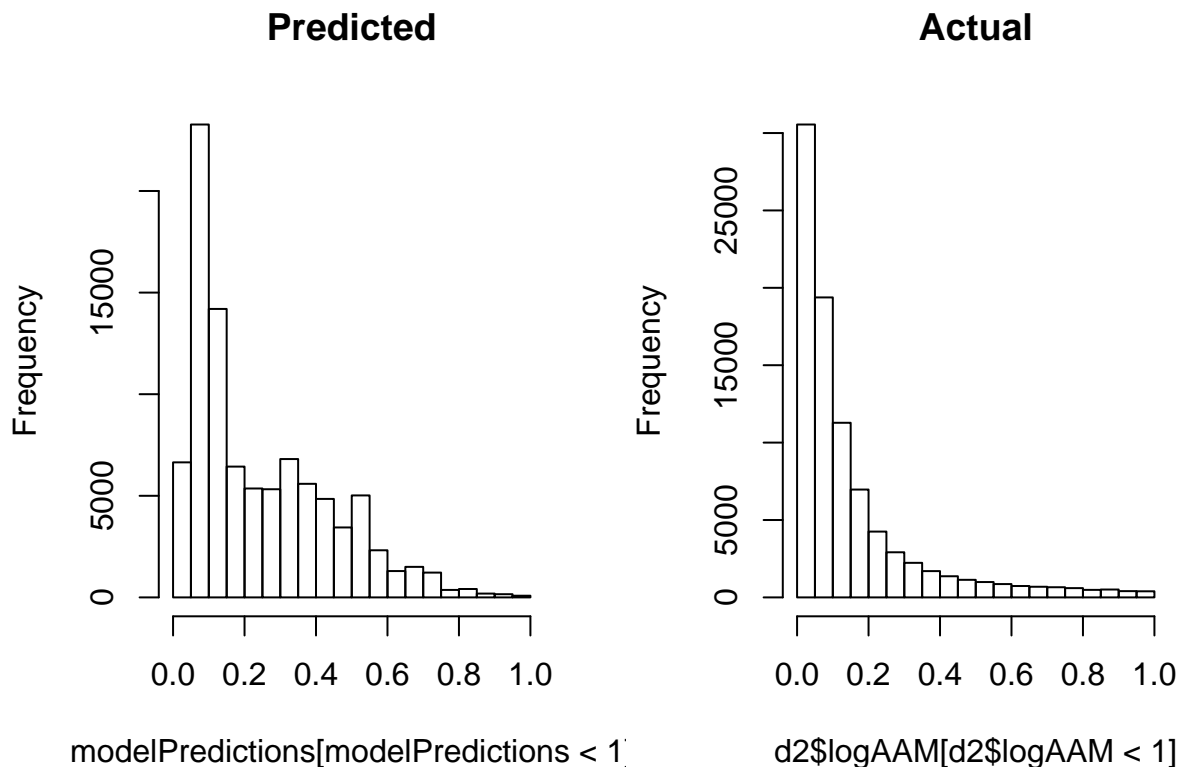 Predicted
Frequency
0 5000 15000
0.0 0.2 0.4 0.6 0.8 1.0
modelPredictions[modelPredictions < 1]
Actual
Frequency
0 5000 15000 25000
0.0 0.2 0.4 0.6 0.8 1.0
d2$logAAM[d2$logAAM < 1]